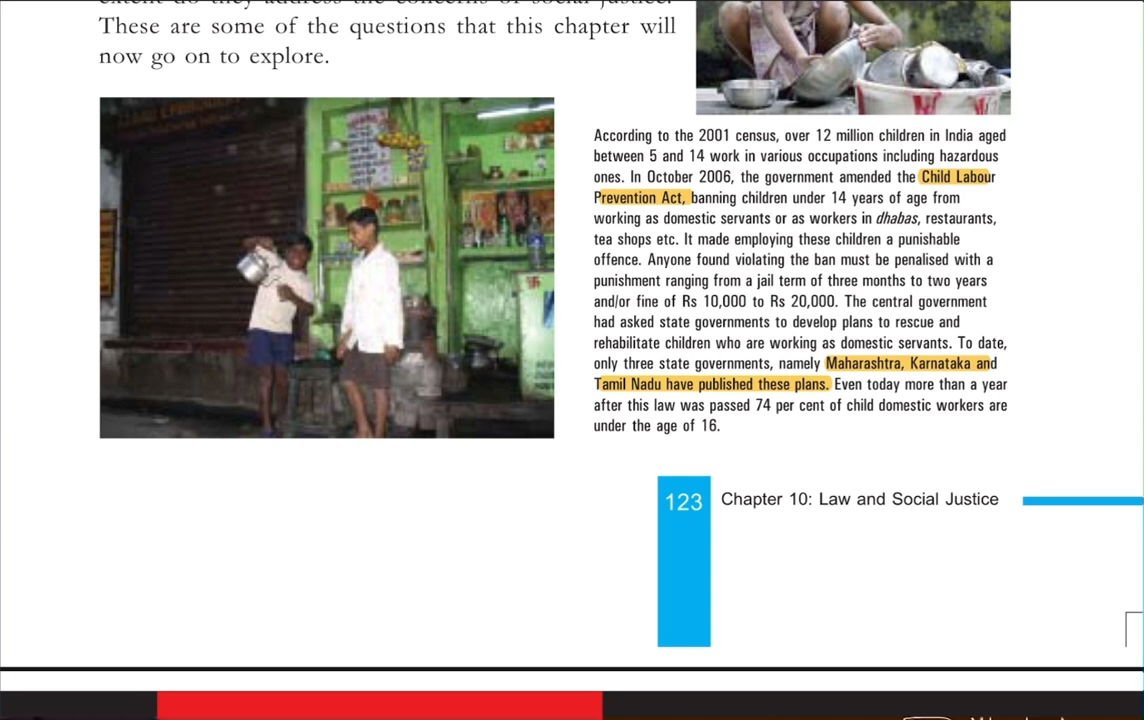 These are some of the questions that this chapter will
now go on to explore.
According to the 2001 census, over 12 million children in India aged
between 5 and 14 work in various occupations including hazardous
ones. In October 2006, the government amended the Child Labour
Prevention Act, banning children under 14 years of age from
working as domestic servants or as workers in dhabas, restaurants,
tea shops etc. It made employing these children a punishable
offence. Anyone found violating the ban must be penalised with a
punishment ranging from a jail term of three months to two years
and/or fine of Rs 10,000 to Rs 20,000. The central government
had asked state governments to develop plans to rescue and
rehabilitate children who are working as domestic servants. To date,
only three state governments, namely Maharashtra, Karnataka and
Tamil Nadu have published these plans. Even today more than a year
after this law was passed 74 per cent of child domestic workers are
under the age of 16.
123
Chapter 10: Law and Social Justice